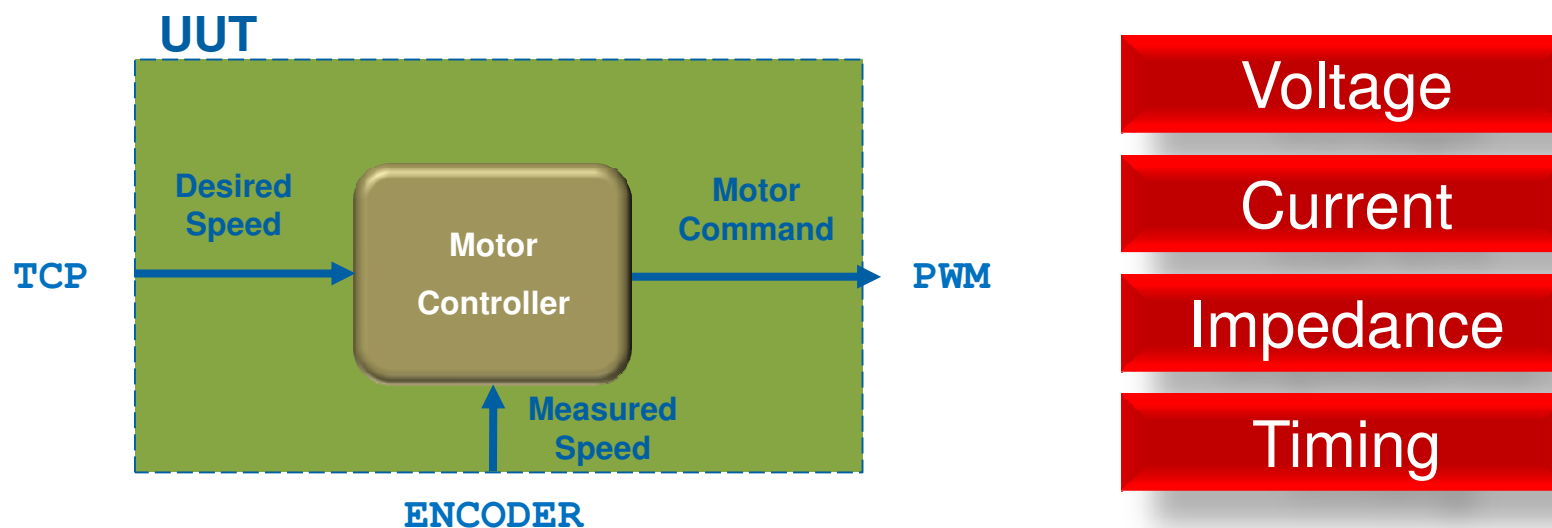 UUT
Desired
Speed
Motor
Command
Motor
Controller
TCP
PWM
Measured
Speed
ENCODER
Voltage
Current
Impedance
Timing